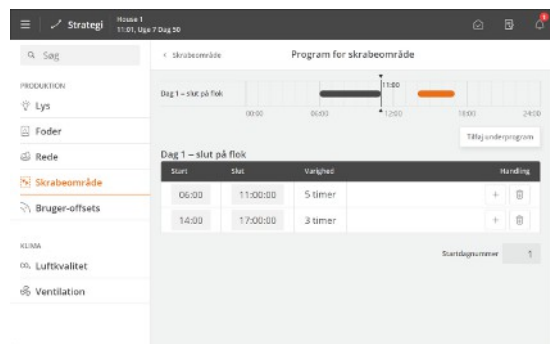 Strategi
House 1
11:01, Uge 7 Dag 50
1
Søg
PRODUKTION
Lys
Foder
Rede
Skrabeområde
Bruger-offsets
KLIMA
Luftkvalitet
Ventilation
< Skrabeområde
Program for skrabeområde
11:00
Dag 1 – slut på flok
00:00 06:00 12:00 18:00 24:00
Tilføj underprogram
Dag 1 – slut på flok
Start Slut Varighed Handling
06:00 11:00:00 5 timer +
14:00 17:00:00 3 timer +
Startdagnummer 1